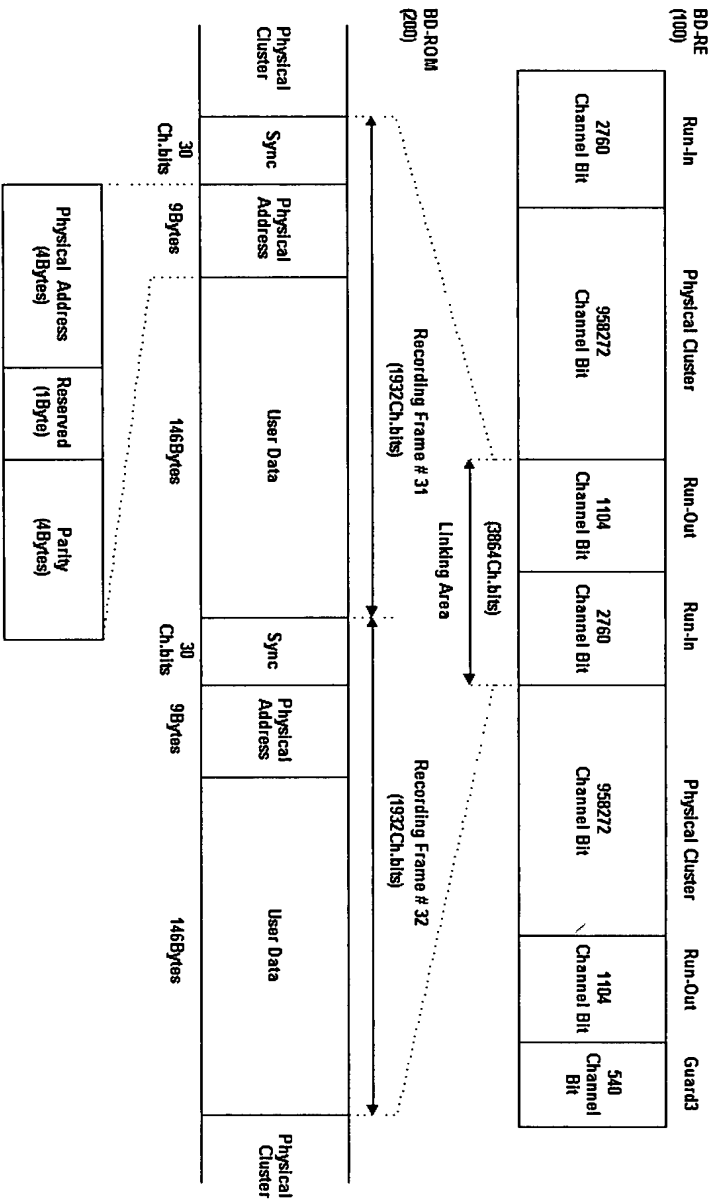 BD-RE
(100)
Run-In
Physical Cluster
Run-Out
Run-In
Physical Cluster
Run-Out
Guard3
2760
Channel Bit
958272
Channel Bit
1104
Channel Bit
2760
Channel Bit
958272
Channel Bit
1104
Channel Bit
540
Channel
Bit
(3864Ch.bits)
Linking Area
BD-ROM
(200)
Recording Frame # 31
(1932Ch.bits)
Recording Frame # 32
(1932Ch.bits)
Physical
Cluster
Sync
Physical
Address
User Data
Sync
Physical
Address
User Data
Physical
Cluster
30
Ch.bits
9Bytes
146Bytes
30
Ch.bits
9Bytes
146Bytes
Physical Address
(4Bytes)
Reserved
(1Byte)
Parity
(4Bytes)